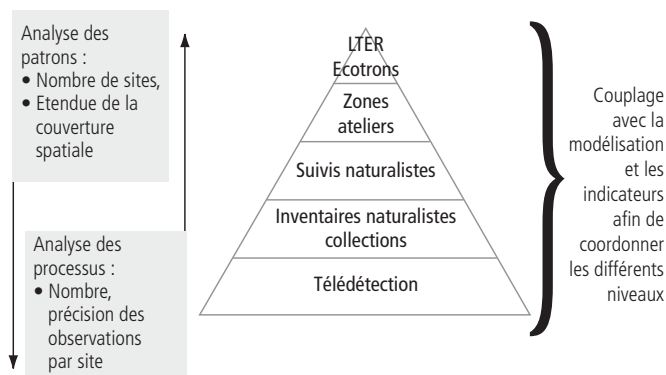 Analyse des
patrons :
• Nombre de sites,
• Etendue de la
couverture
spatiale
Analyse des
processus :
• Nombre,
précision des
observations
par site
LTER
Ecotrons
Zones
ateliers
Suivis naturalistes
Inventaires naturalistes
collections
Télédétection
Couplage
avec la
modélisation
et les
indicateurs
afin de
coordonner
les différents
niveaux